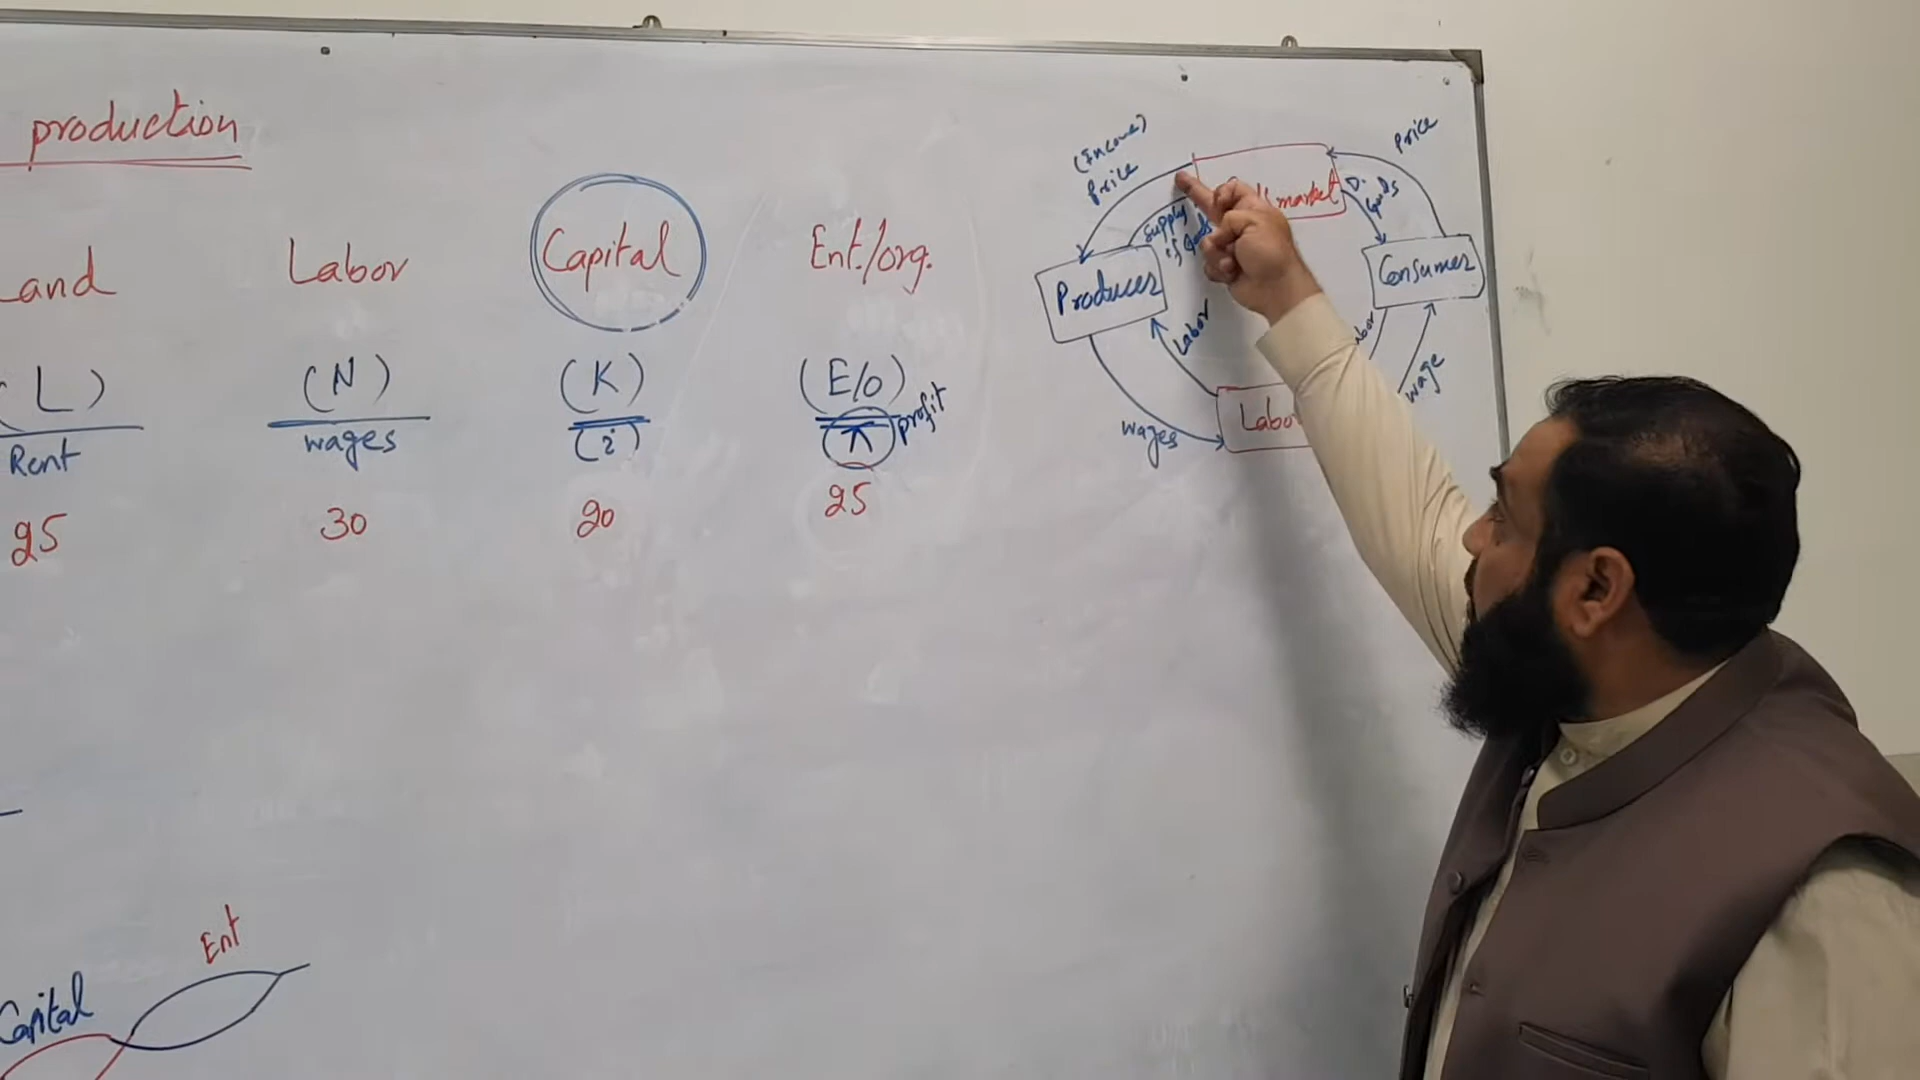 production
Land Labor Capital Ent./org.
(L) (N) (K) (E/O)
Rent wages (i) (π) profit
25 30 20 25
(Income)
Price
Price
market
D. Goods
Supply
of Goods
Producer
Consumer
Labor
wages
wage
Labor
Ent
Capital